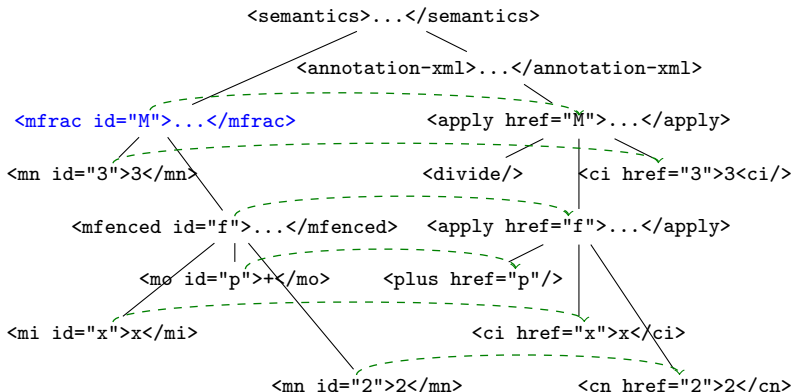 <semantics>...</semantics>
<annotation-xml>...</annotation-xml>
<mfrac id="M">...</mfrac> <apply href="M">...</apply>
<mn id="3">3</mn> <divide/> <ci href="3">3<ci/>
<mfenced id="f">...</mfenced> <apply href="f">...</apply>
<mo id="p">+</mo> <plus href="p"/>
<mi id="x">x</mi> <ci href="x">x</ci>
<mn id="2">2</mn> <cn href="2">2</cn>